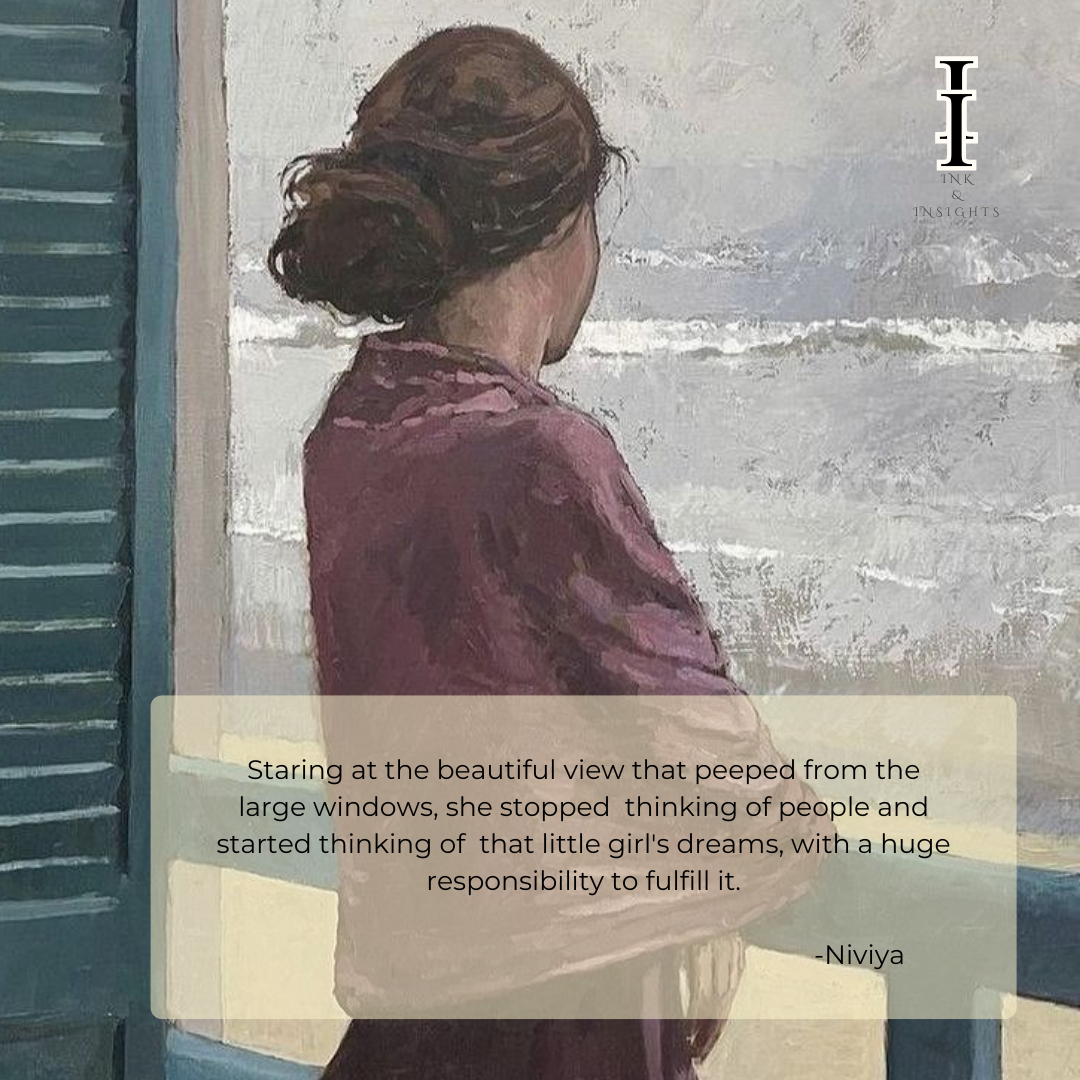 I
I
INK
&
INSIGHTS
Staring at the beautiful view that peeped from the
large windows, she stopped  thinking of people and
started thinking of  that little girl's dreams, with a huge
responsibility to fulfill it.
-Niviya